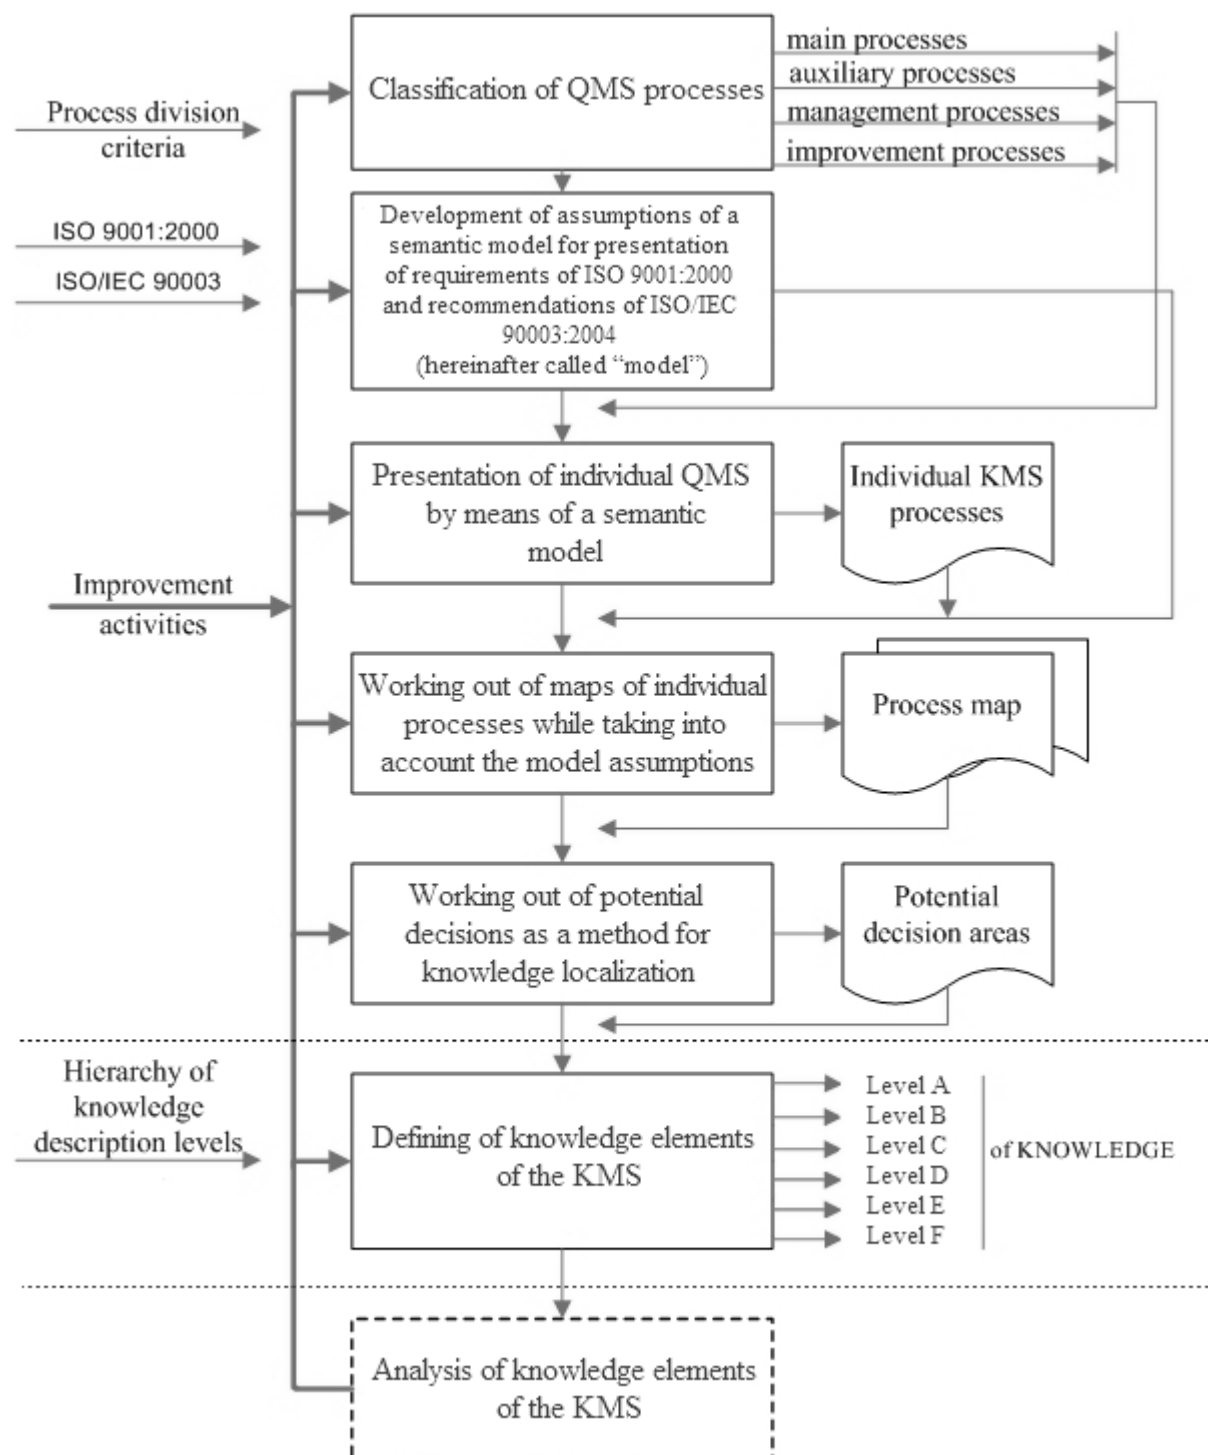 Classification of QMS processes
main processes
auxiliary processes
management processes
improvement processes
Process division
criteria
ISO 9001:2000
ISO/IEC 90003
Development of assumptions of a
semantic model for presentation
of requirements of ISO 9001:2000
and recommendations of ISO/IEC
90003:2004
(hereinafter called “model”)
Presentation of individual QMS
by means of a semantic
model
Individual KMS
processes
Improvement
activities
Working out of maps of individual
processes while taking into
account the model assumptions
Process map
Working out of potential
decisions as a method for
knowledge localization
Potential
decision areas
Hierarchy of
knowledge
description levels
Defining of knowledge elements
of the KMS
Level A
Level B
Level C
Level D
Level E
Level F
of KNOWLEDGE
Analysis of knowledge elements
of the KMS